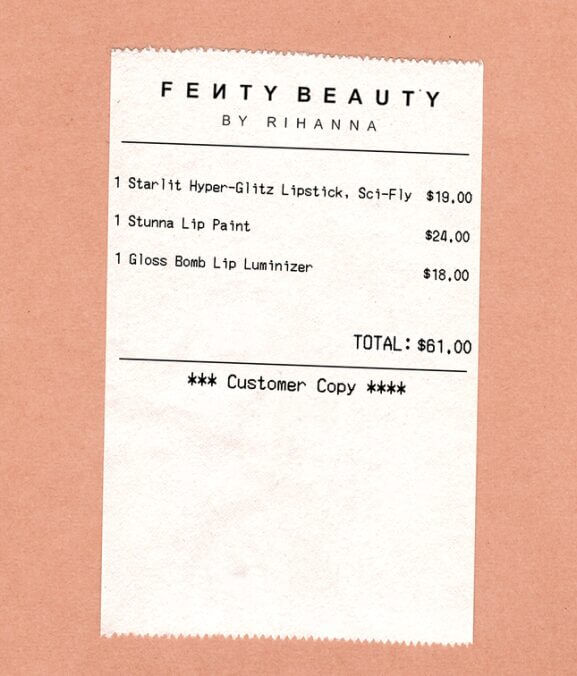 FEИTY BEAUTY
BY RIHANNA
1 Starlit Hyper-Glitz Lipstick, Sci-Fly $19.00
1 Stunna Lip Paint $24.00
1 Gloss Bomb Lip Luminizer $18.00
TOTAL: $61.00
*** Customer Copy ****